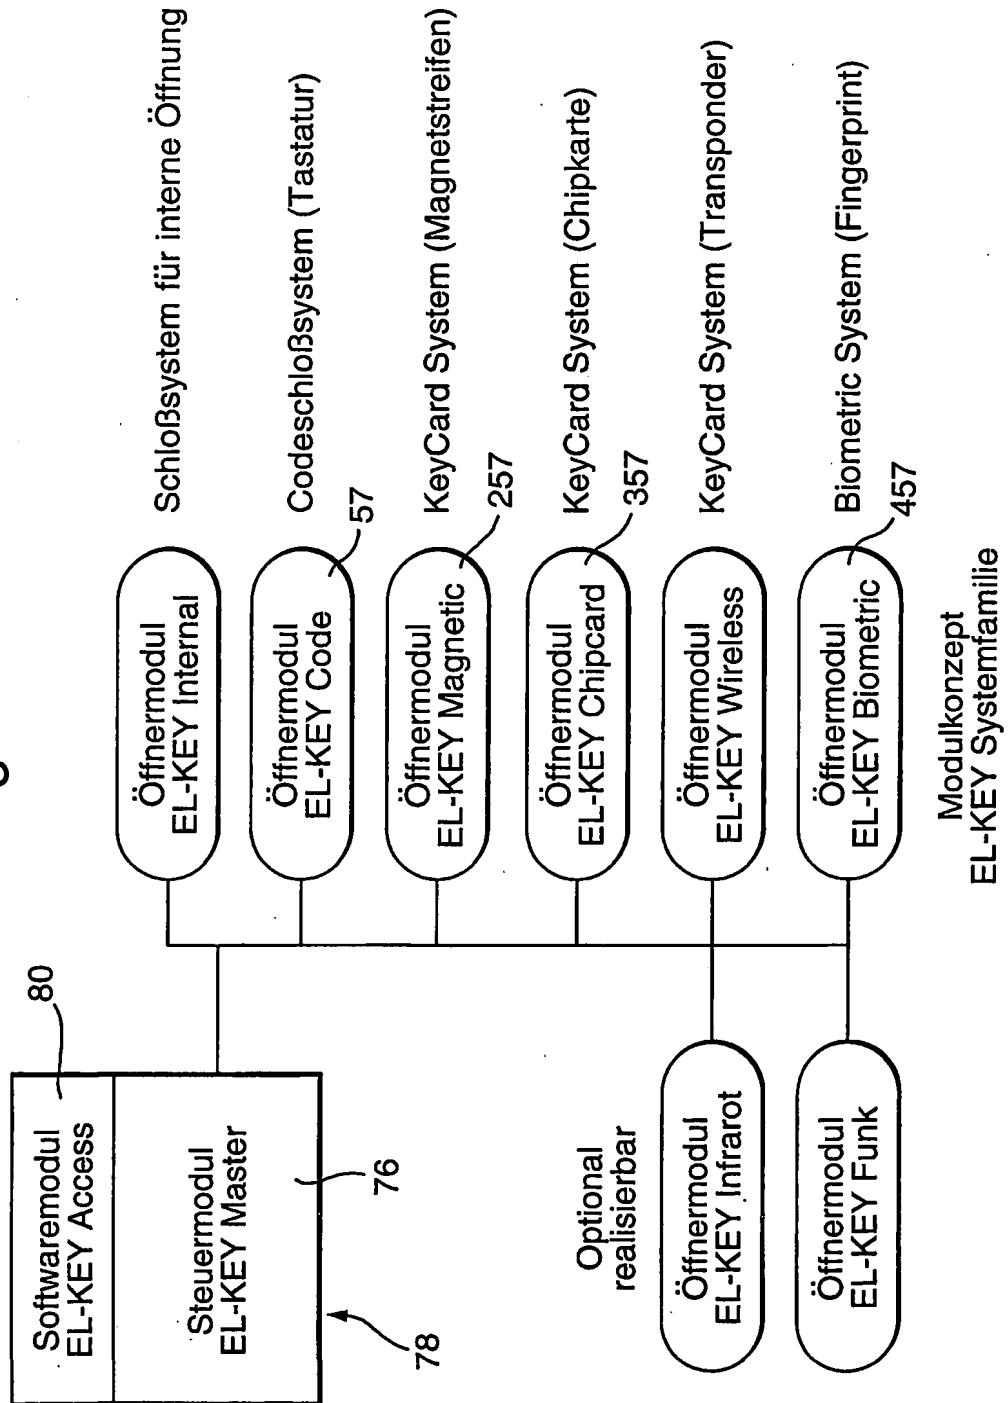 Softwaremodul
EL-KEY Access
80
Steuermodul
EL-KEY Master
76
78
Öffnermodul
EL-KEY Internal
Schloßsystem für interne Öffnung
Öffnermodul
EL-KEY Code
57
Codeschloßsystem (Tastatur)
Öffnermodul
EL-KEY Magnetic
257
KeyCard System (Magnetstreifen)
Öffnermodul
EL-KEY Chipcard
357
KeyCard System (Chipkarte)
Optional
realisierbar
Öffnermodul
EL-KEY Infrarot
Öffnermodul
EL-KEY Wireless
KeyCard System (Transponder)
Öffnermodul
EL-KEY Funk
Öffnermodul
EL-KEY Biometric
457
Biometric System (Fingerprint)
Modulkonzept
EL-KEY Systemfamilie